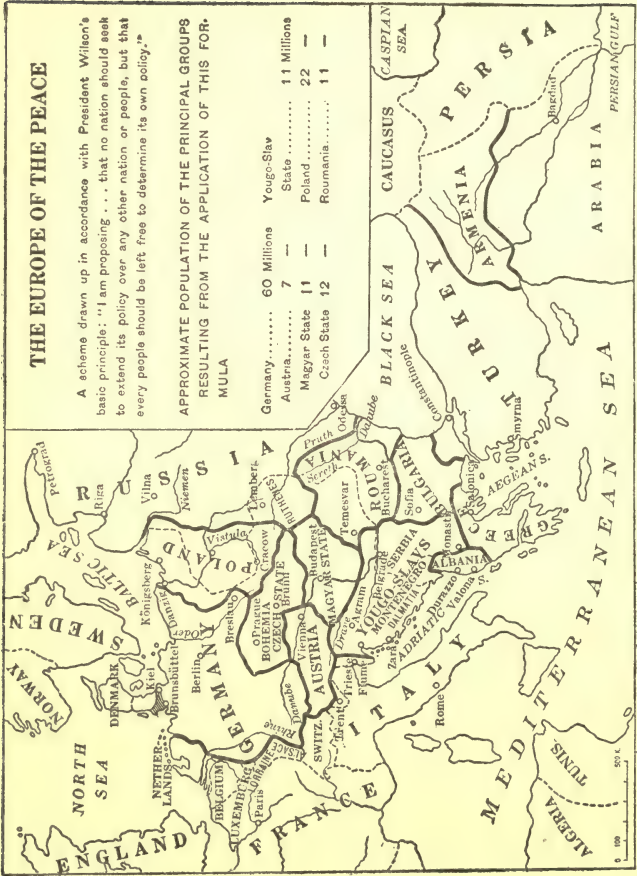 THE EUROPE OF THE PEACE
A scheme drawn up in accordance with President Wilson's
basic principle: "I am proposing . . . that no nation should seek
to extend its policy over any other nation or people, but that
every people should be left free to determine its own policy."
APPROXIMATE POPULATION OF THE PRINCIPAL GROUPS
RESULTING FROM THE APPLICATION OF THIS FOR-
MULA
Germany......... 60 Millions
Austria......... 7 —
Magyar State 11 —
Czech State 12 —
Yougo-Slav
State .......... 11 Millions
Poland........... 22 —
Roumania....... 11 —
CASPIAN
SEA.
CAUCASUS
PERSIA
Bagdad
PERSIAN GULF
ARMENIA
ARABIA
BLACK SEA
TURKEY
Constantinople
Smyrna
NORWAY
SWEDEN
BALTIC SEA
Petrograd
Riga
RUSSIA
Vilna
Niemen
NORTH
SEA
DENMARK
Kiel
Brunsbüttel
Königsberg
Danzig
Vistula
POLAND
Oder
Berlin
Breslau
Cracow
Lemberg
RUTHENES
Pruth
Odessa
ENGLAND
NETHER-
LANDS
BELGIUM
LUXEMBURG
LORRAINE
ALSACE
Paris
FRANCE
GERMANY
Rhine
Danube
Prague
BOHEMIA
CZECH STATE
Brünn
SWITZ.
AUSTRIA
Vienna
Budapest
MAGYAR STATE
Temesvar
Sereth
ROUMANIA
Bucharest
Danube
Trent
Trieste
Fiume
Agram
Drave
Belgrade
YOUGO-SLAVS
SERBIA
MONTENEGRO
DALMATIA
Zara
Sofia
BULGARIA
ADRIATIC
ITALY
Rome
Durazzo
Valona
S.
ALBANIA
Monastir
Salonica
AEGEAN S.
GREECE
MEDITERRANEAN SEA
ALGERIA
TUNIS.
0 100 500 K.